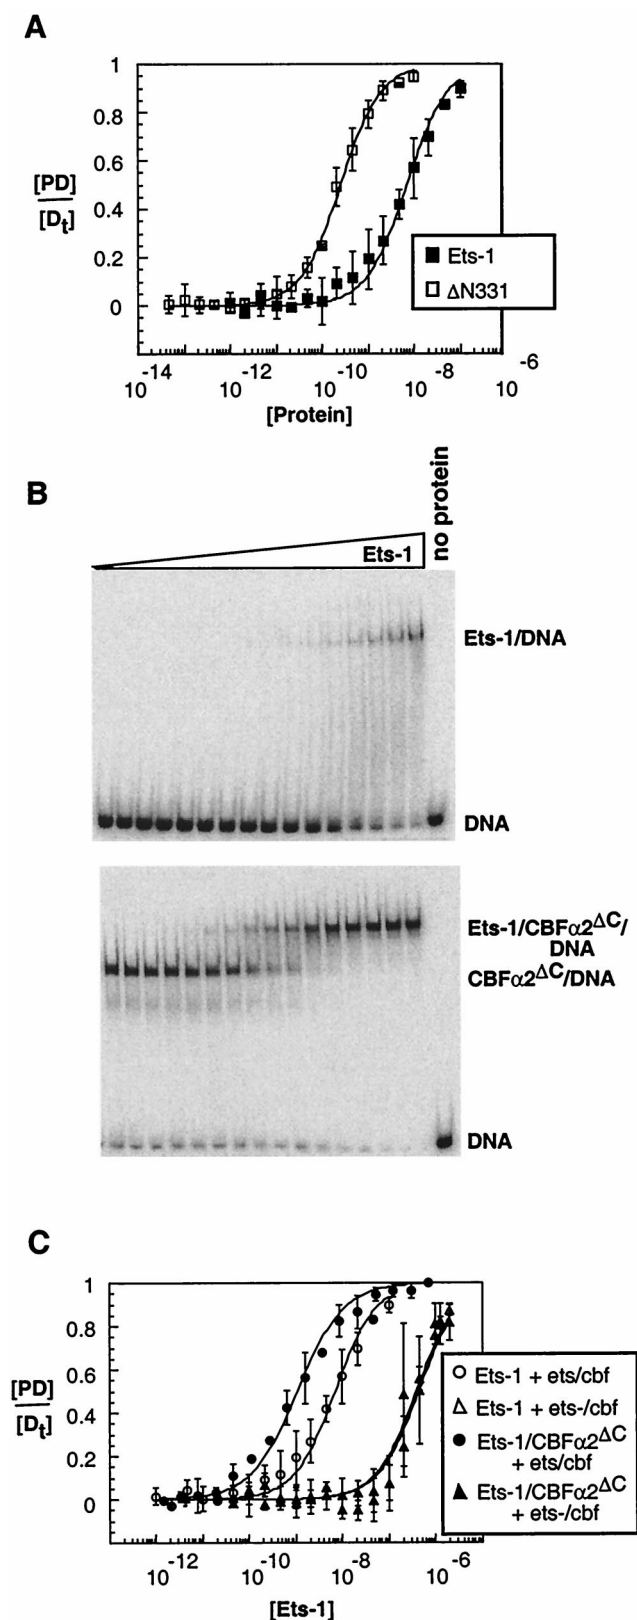 A
1
0.8
0.6
0.4
0.2
0
[PD]
[Dt]
Ets-1
ΔN331
10-14
10-12
10-10
10-8
10-6
[Protein]
B
no protein
Ets-1
Ets-1/DNA
DNA
Ets-1/CBFα2ΔC/
DNA
CBFα2ΔC/DNA
DNA
C
1
0.8
0.6
0.4
0.2
0
[PD]
[Dt]
Ets-1 + ets/cbf
Ets-1 + ets-/cbf
Ets-1/CBFα2ΔC
+ ets/cbf
Ets-1/CBFα2ΔC
+ ets-/cbf
10-12
10-10
10-8
10-6
[Ets-1]